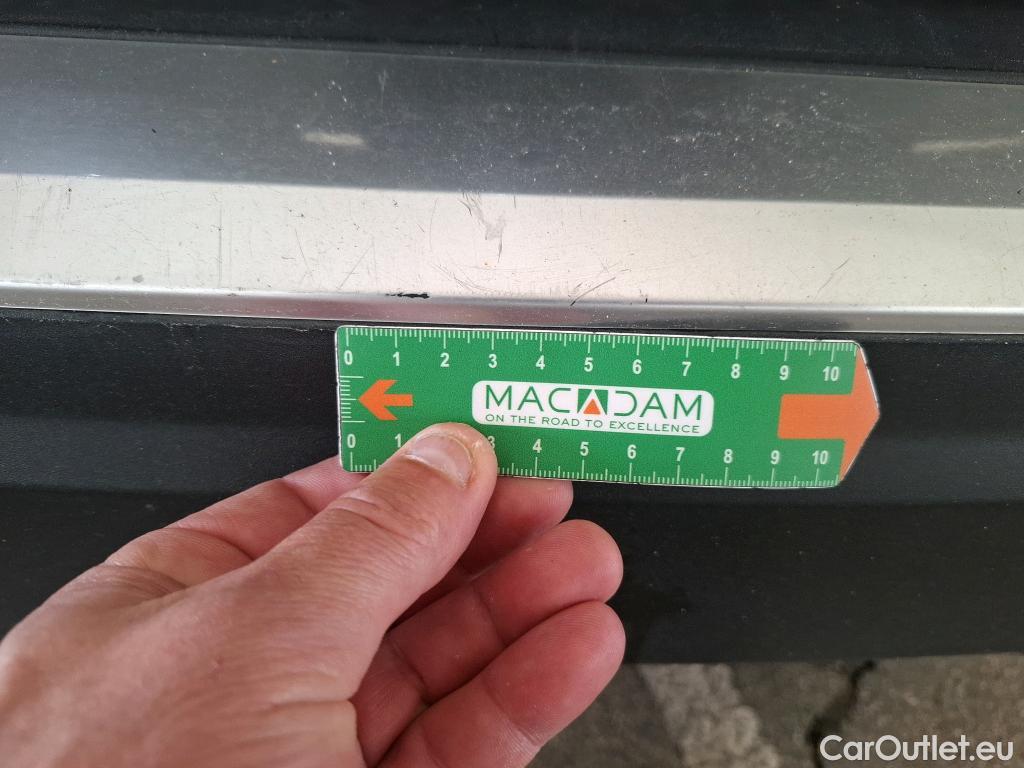 0 1 2 3 4 5 6 7 8 9 10
MACADAM
ON THE ROAD TO EXCELLENCE
0 1 3 4 5 6 7 8 9 10
CarOutlet.eu